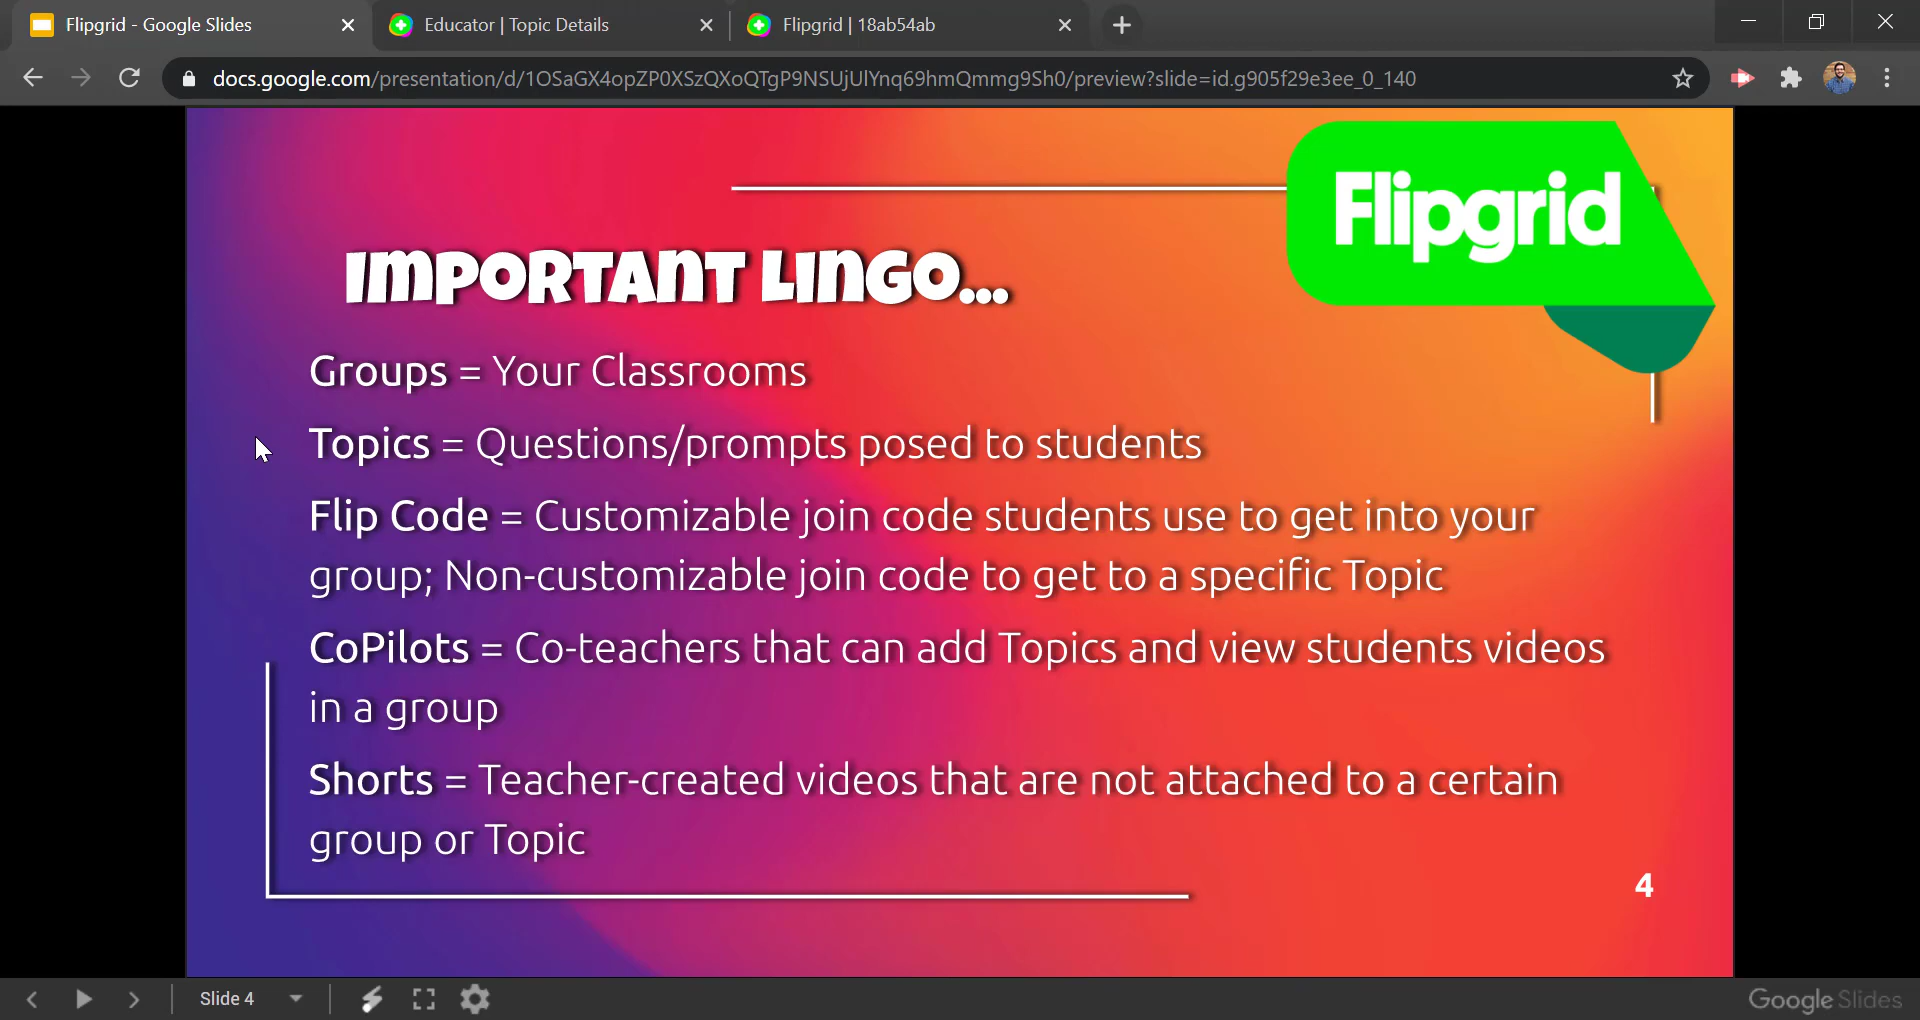 Flipgrid - Google Slides
Educator | Topic Details
Flipgrid | 18ab54ab
docs.google.com/presentation/d/1OSaGX4opZP0XSzQXoQTgP9NSUjUlYnq69hmQmmg9Sh0/preview?slide=id.g905f29e3ee_0_140
Flipgrid
IMPORTANT LINGO...
Groups = Your Classrooms
Topics = Questions/prompts posed to students
Flip Code = Customizable join code students use to get into your
group; Non-customizable join code to get to a specific Topic
CoPilots = Co-teachers that can add Topics and view students videos
in a group
Shorts = Teacher-created videos that are not attached to a certain
group or Topic
4
Slide 4
Google Slides